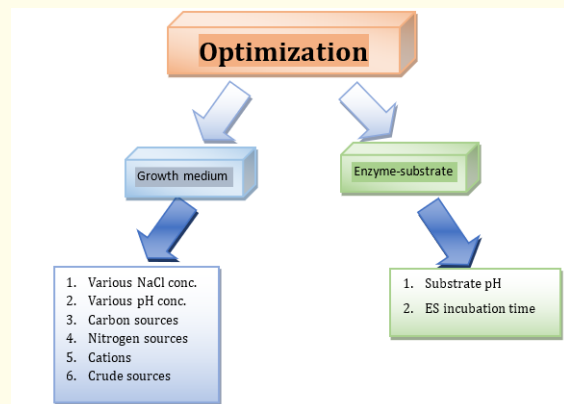 Optimization
Growth medium
Enzyme-substrate
1. Various NaCl conc.
2. Various pH conc.
3. Carbon sources
4. Nitrogen sources
5. Cations
6. Crude sources
1. Substrate pH
2. ES incubation time